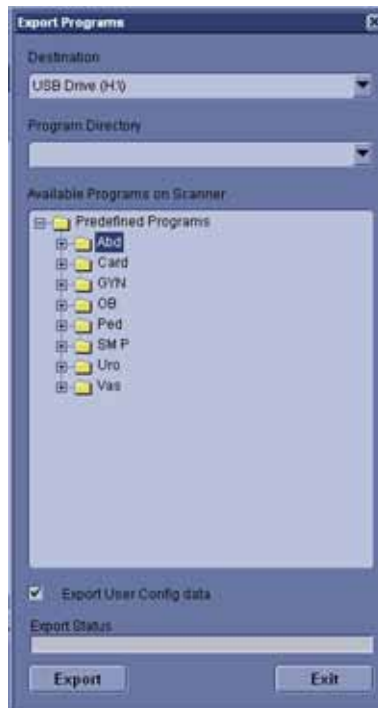 Export Programs
Destination
USB Drive (H:\)
Program Directory
Available Programs on Scanner
Predefined Programs
Abd
Card
GYN
OB
Ped
SM P
Uro
Vas
Export User Config data
Export Status
Export
Exit